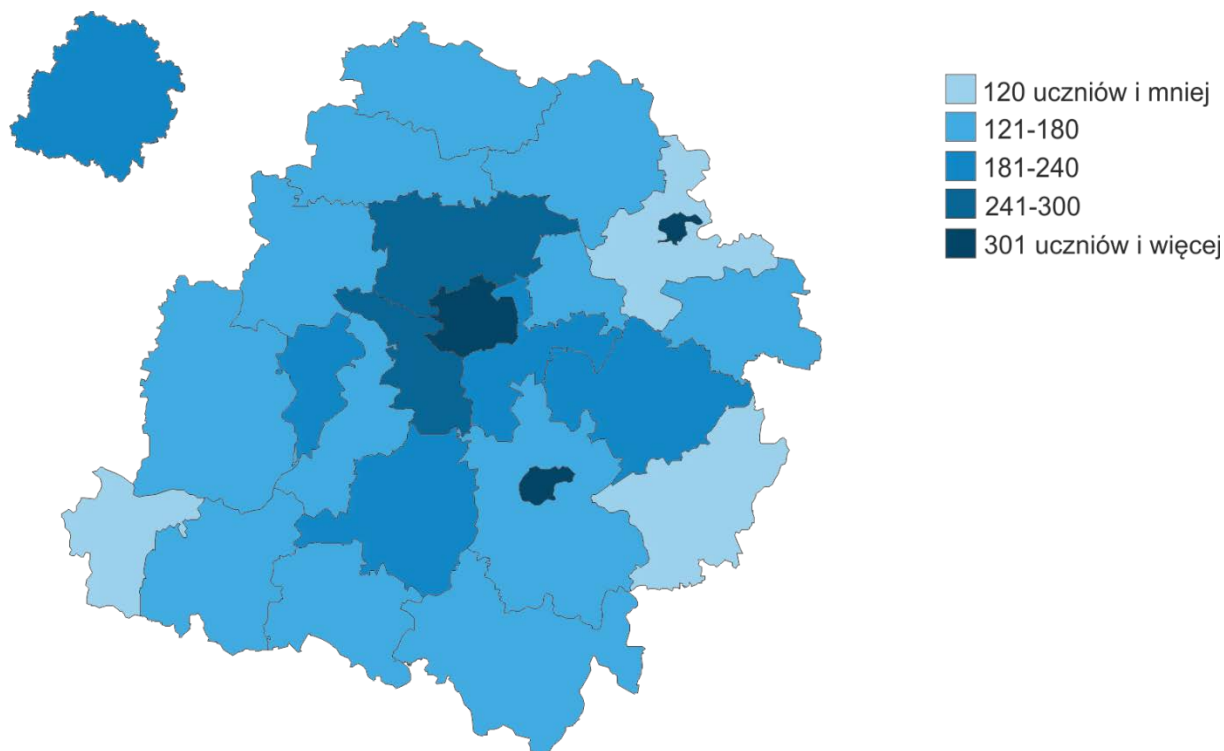 120 uczniów i mniej
121-180
181-240
241-300
301 uczniów i więcej